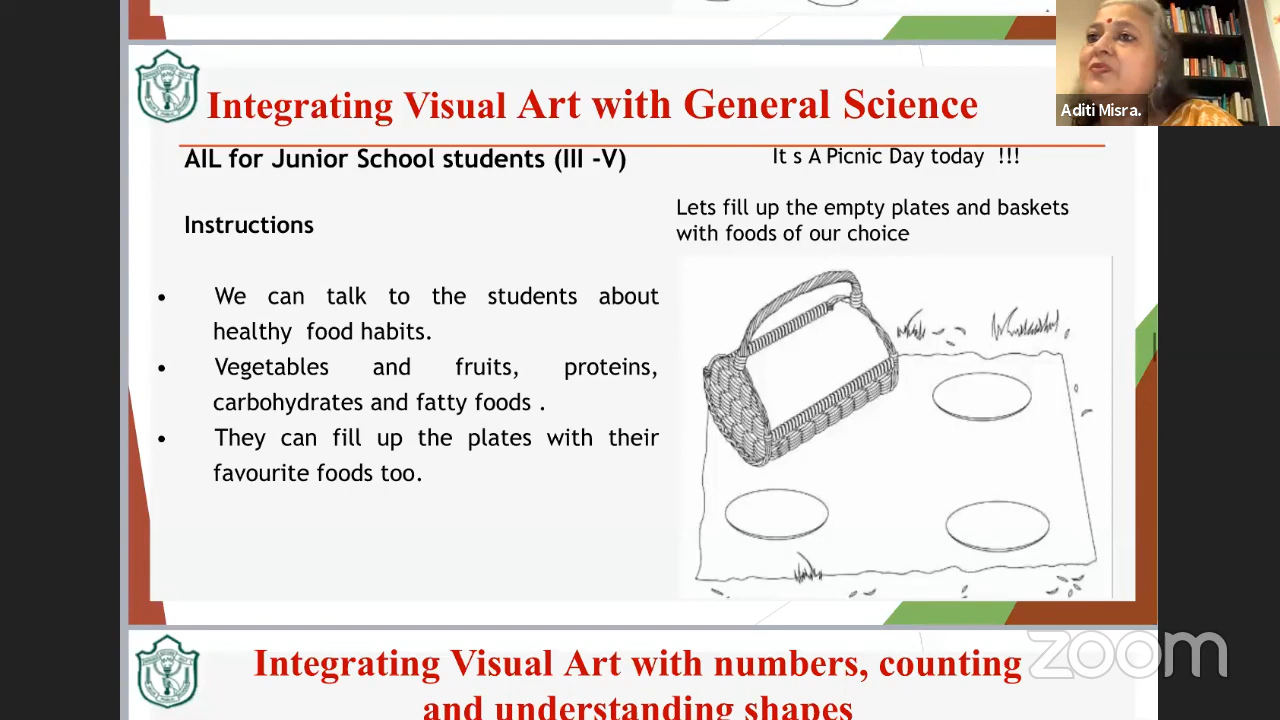 Integrating Visual Art with General Science
Aditi Misra.
AIL for Junior School students (III -V)
It s A Picnic Day today !!!
Lets fill up the empty plates and baskets
with foods of our choice
Instructions
• We can talk to the students about
healthy food habits.
• Vegetables and fruits, proteins,
carbohydrates and fatty foods .
• They can fill up the plates with their
favourite foods too.
zoom
Integrating Visual Art with numbers, counting
and understanding shapes